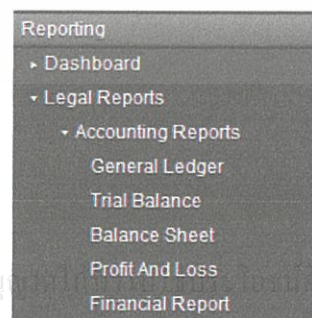 Reporting
Dashboard
Legal Reports
Accounting Reports
General Ledger
Trial Balance
Balance Sheet
Profit And Loss
Financial Report